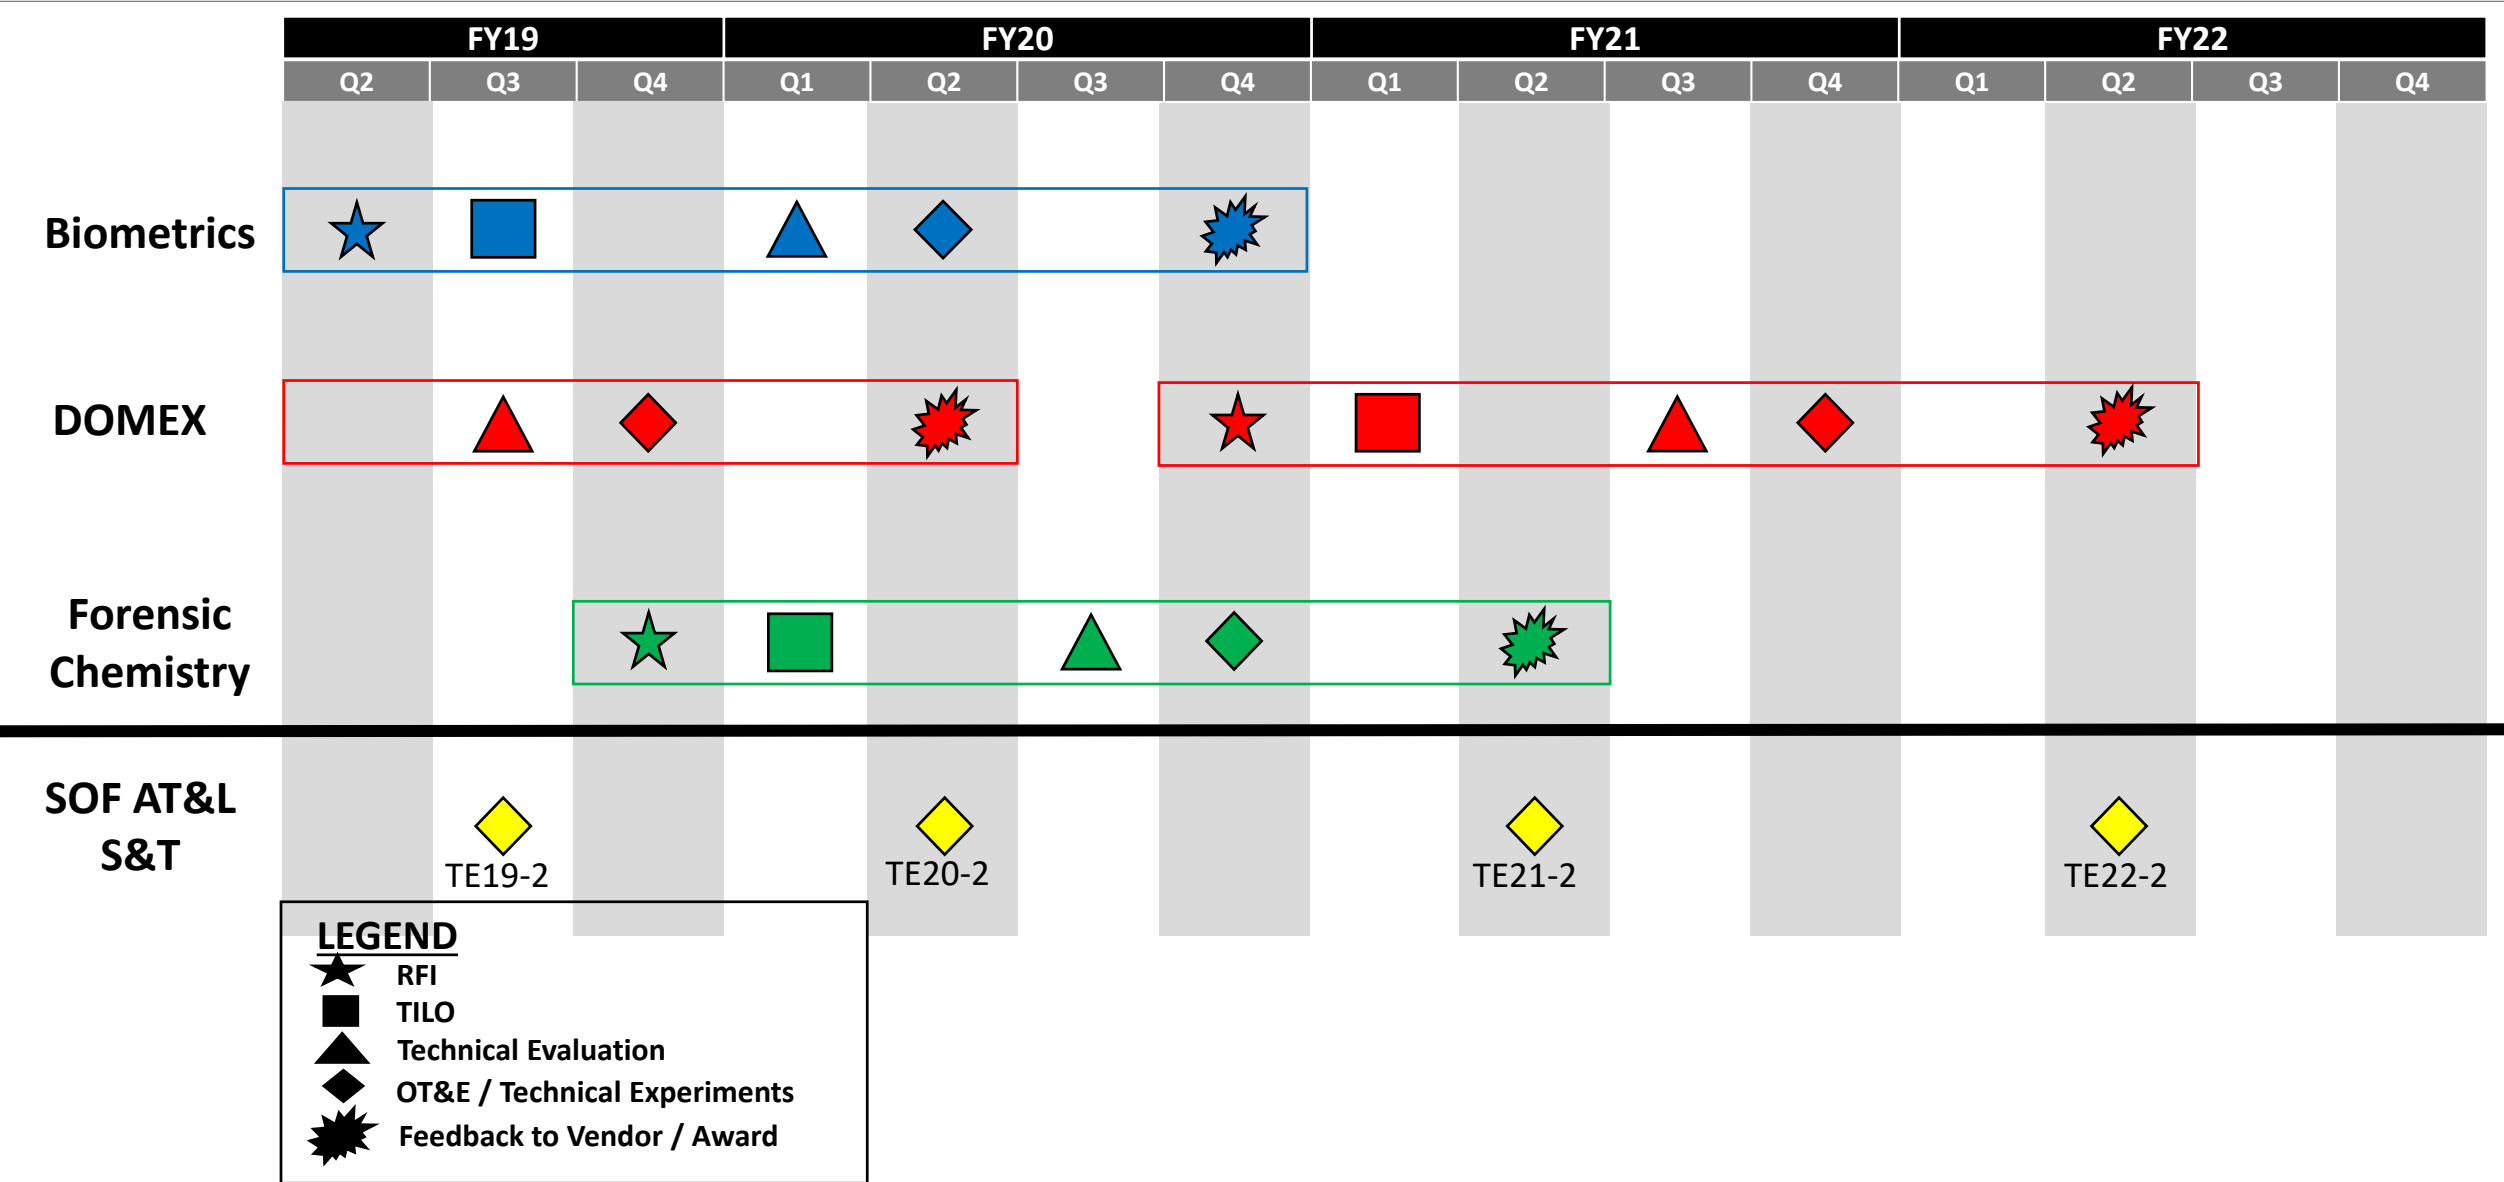 FY19 FY20 FY21 FY22
Q2 Q3 Q4 Q1 Q2 Q3 Q4 Q1 Q2 Q3 Q4 Q1 Q2 Q3 Q4
Biometrics
DOMEX
Forensic
Chemistry
SOF AT&L
S&T
TE19-2 TE20-2 TE21-2 TE22-2
LEGEND
RFI
TILO
Technical Evaluation
OT&E / Technical Experiments
Feedback to Vendor / Award